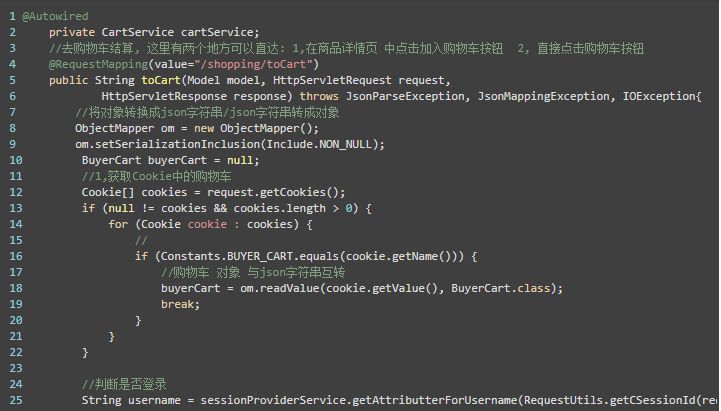 1 @Autowired
2 private CartService cartService;
3 //去购物车结算, 这里有两个地方可以直达: 1,在商品详情页 中点击加入购物车按钮 2, 直接点击购物车按钮
4 @RequestMapping(value="/shopping/toCart")
5 public String toCart(Model model, HttpServletRequest request,
6 HttpServletResponse response) throws JsonParseException, JsonMappingException, IOException{
7 //将对象转换成json字符串/json字符串转成对象
8 ObjectMapper om = new ObjectMapper();
9 om.setSerializationInclusion(Include.NON_NULL);
10 BuyerCart buyerCart = null;
11 //1,获取Cookie中的购物车
12 Cookie[] cookies = request.getCookies();
13 if (null != cookies && cookies.length > 0) {
14 for (Cookie cookie : cookies) {
15 //
16 if (Constants.BUYER_CART.equals(cookie.getName())) {
17 //购物车 对象 与json字符串互转
18 buyerCart = om.readValue(cookie.getValue(), BuyerCart.class);
19 break;
20 }
21 }
22 }
23
24 //判断是否登录
25 String username = sessionProviderService.getAttributterForUsername(RequestUtils.getCSessionId(re